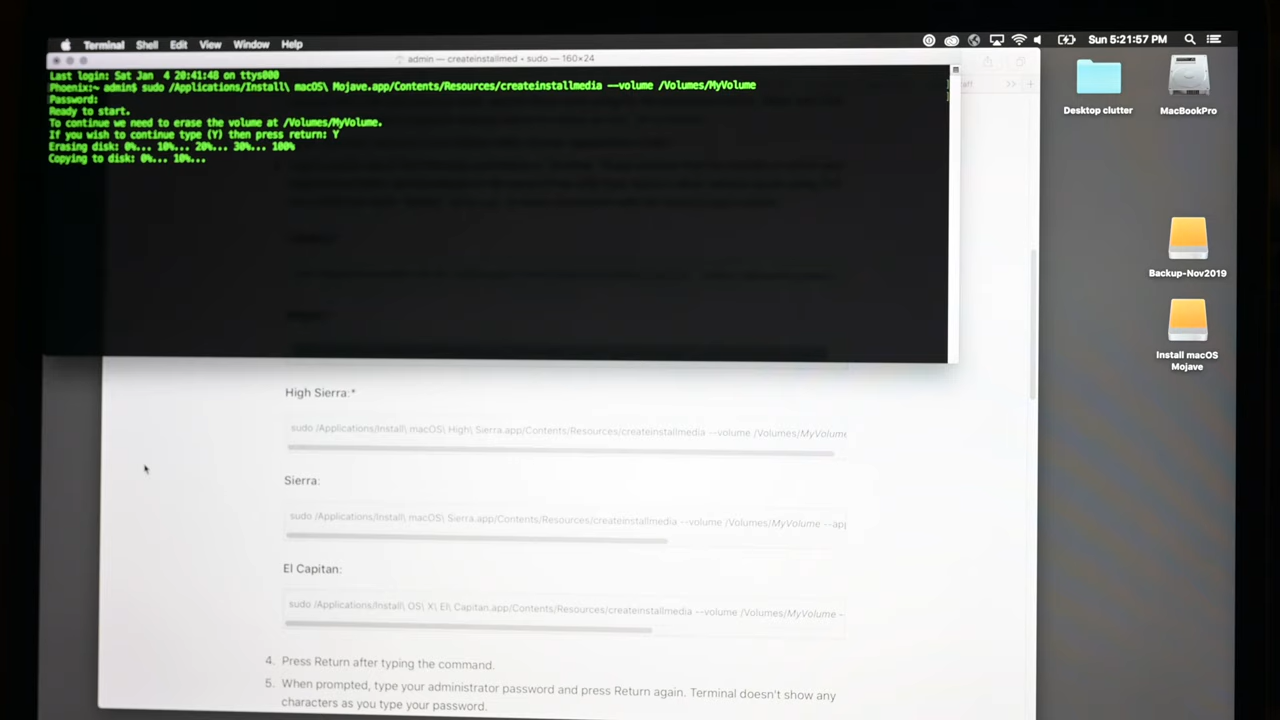 Terminal Shell Edit View Window Help
Sun 5:21:57 PM
admin — createinstallmed • sudo — 160×24
Last login: Sat Jan  4 20:41:48 on ttys000
Phoenix:~ admin$ sudo /Applications/Install\ macOS\ Mojave.app/Contents/Resources/createinstallmedia --volume /Volumes/MyVolume
Password:
Ready to start.
To continue we need to erase the volume at /Volumes/MyVolume.
If you wish to continue type (Y) then press return: Y
Erasing disk: 0%... 10%... 20%... 30%... 100%
Copying to disk: 0%... 10%...
Desktop clutter
MacBookPro
Backup-Nov2019
Install macOS
Mojave
High Sierra:*
sudo /Applications/Install\ macOS\ High\ Sierra.app/Contents/Resources/createinstallmedia --volume /Volumes/MyVolume
Sierra:
sudo /Applications/Install\ macOS\ Sierra.app/Contents/Resources/createinstallmedia --volume /Volumes/MyVolume --app
El Capitan:
sudo /Applications/Install\ OS\ X\ El\ Capitan.app/Contents/Resources/createinstallmedia --volume /Volumes/MyVolume -
4. Press Return after typing the command.
5. When prompted, type your administrator password and press Return again. Terminal doesn't show any
characters as you type your password.